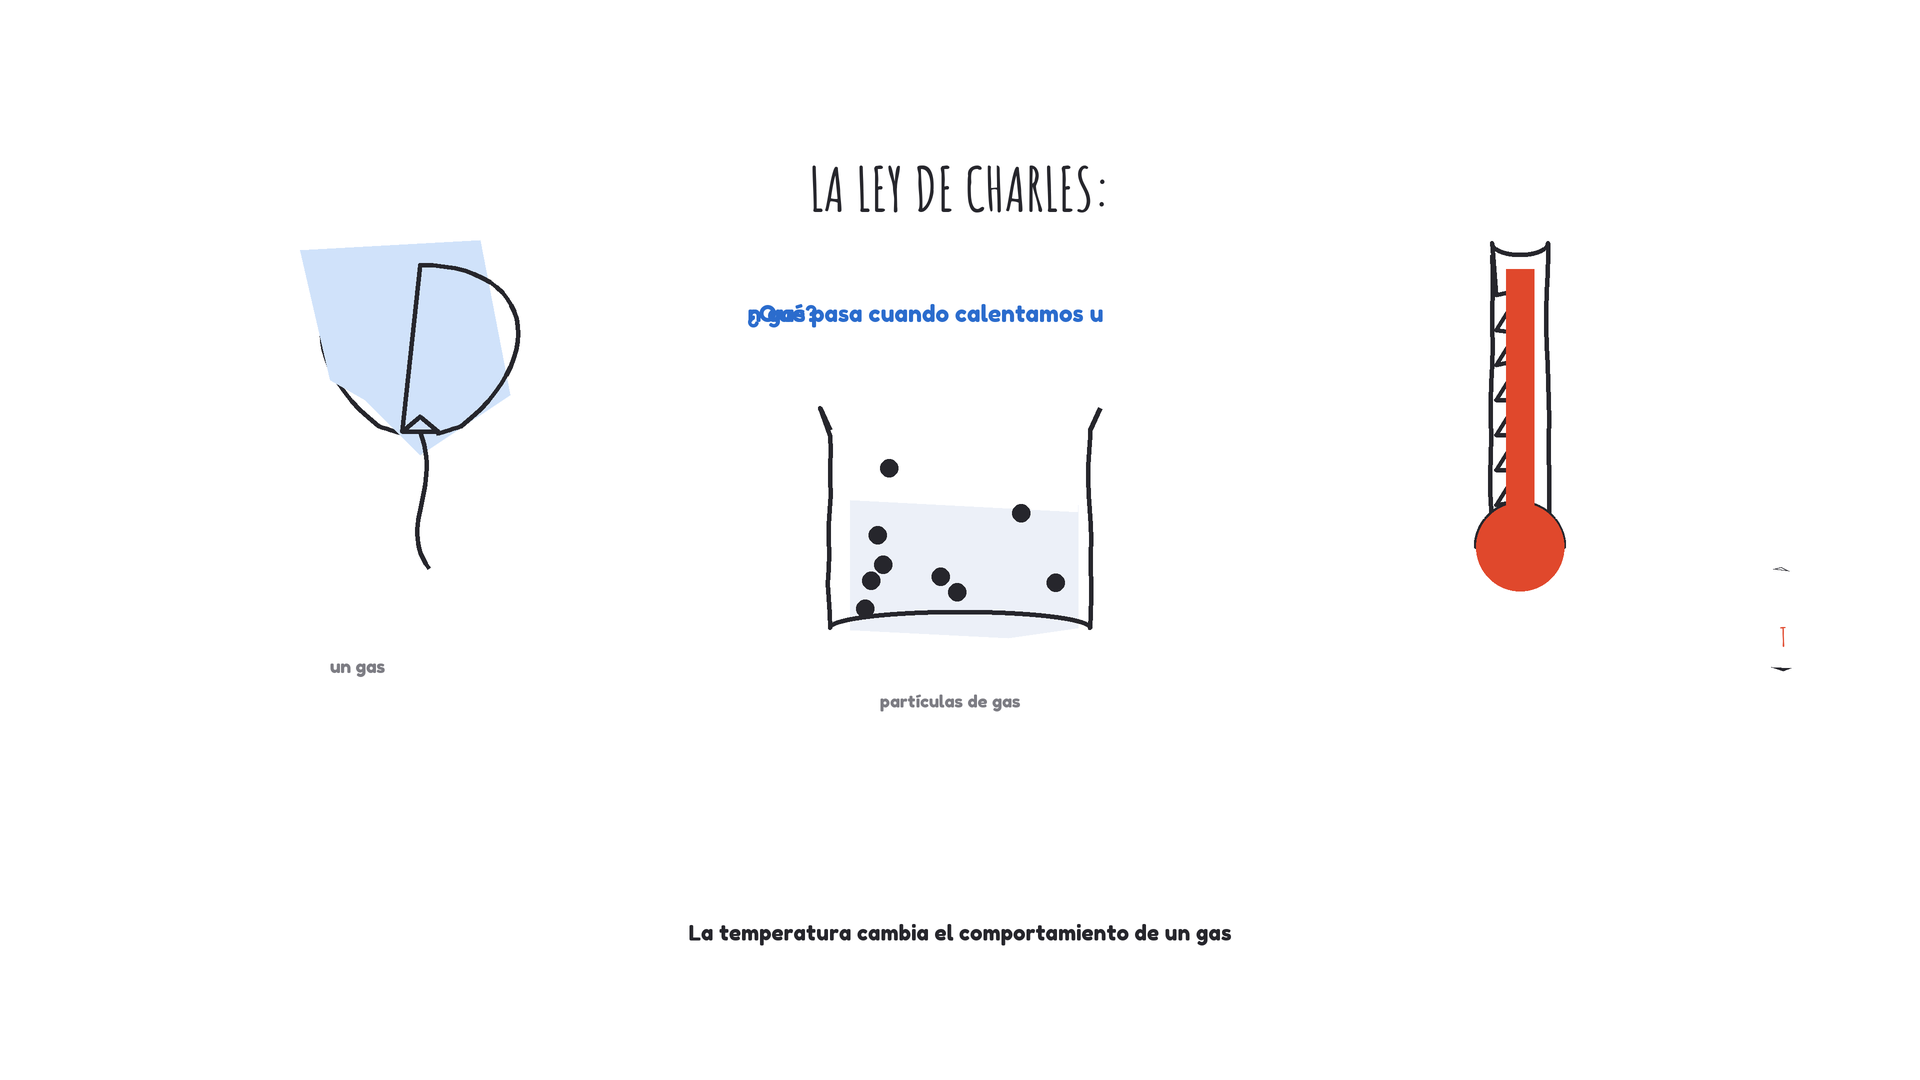 LA LEY DE CHARLES:
¿Qué pasa cuando calentamos u
n gas?
un gas
partículas de gas
La temperatura cambia el comportamiento de un gas